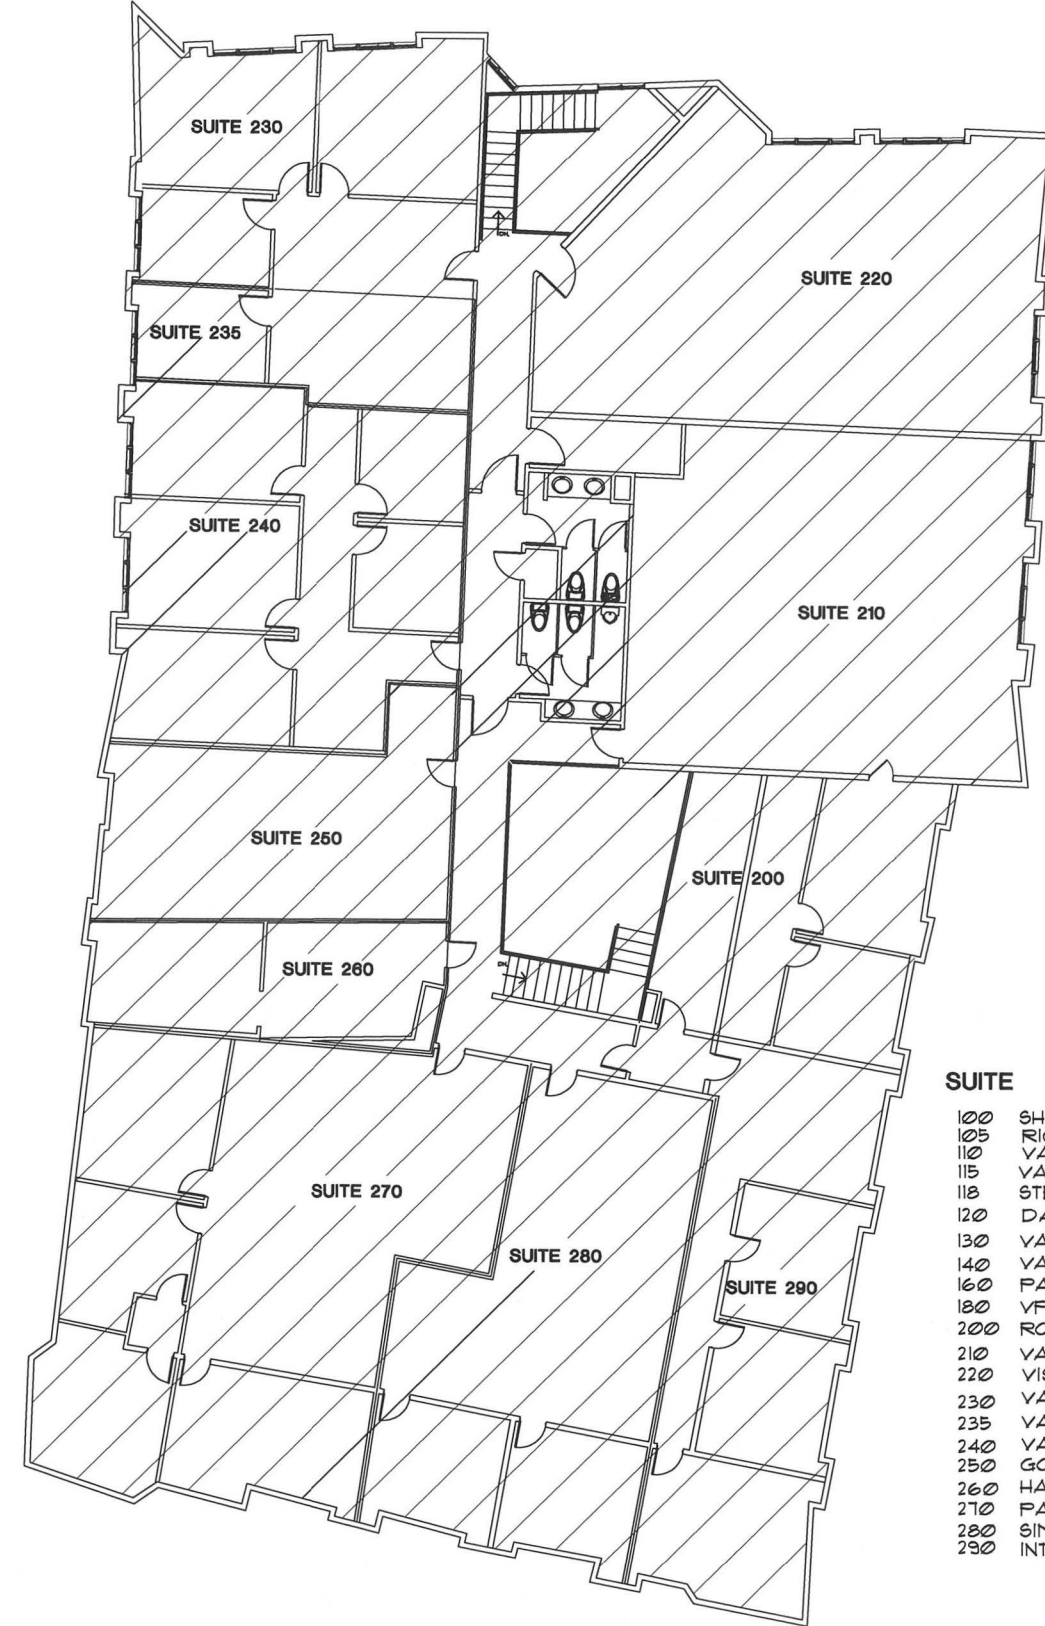 SUITE 230
SUITE 220
SUITE 235
SUITE 240
SUITE 210
SUITE 250
SUITE 200
SUITE 260
SUITE 270
SUITE 280
SUITE 290
SUITE
100 SH
105 RI
110 VA
115 VA
118 STE
120 DA
130 VA
140 VA
160 PA
180 VF
200 RO
210 VA
220 VIS
230 VA
235 VA
240 VA
250 GO
260 HA
270 PA
280 SIN
290 INT